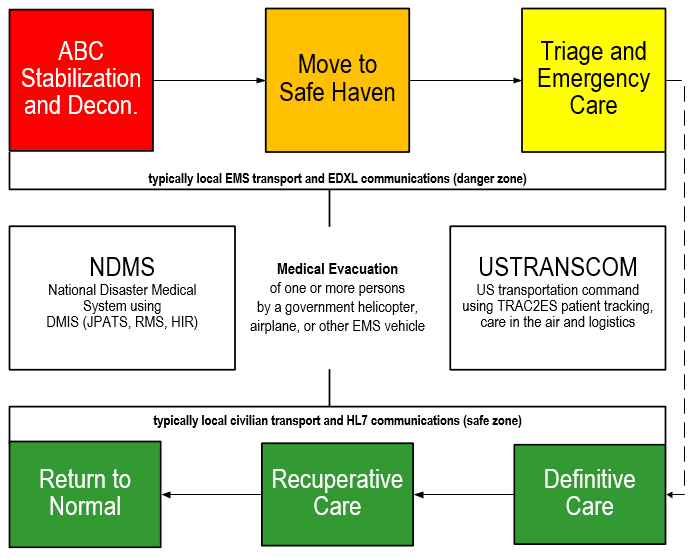 ABC
Stabilization
and Decon.
Move to
Safe Haven
Triage and
Emergency
Care
typically local EMS transport and EDXL communications (danger zone)
NDMS
National Disaster Medical
System using
DMIS (JPATS, RMS, HIR)
Medical Evacuation
of one or more persons
by a government helicopter,
airplane, or other EMS vehicle
USTRANSCOM
US transportation command
using TRAC2ES patient tracking,
care in the air and logistics
typically local civilian transport and HL7 communications (safe zone)
Return to
Normal
Recuperative
Care
Definitive
Care